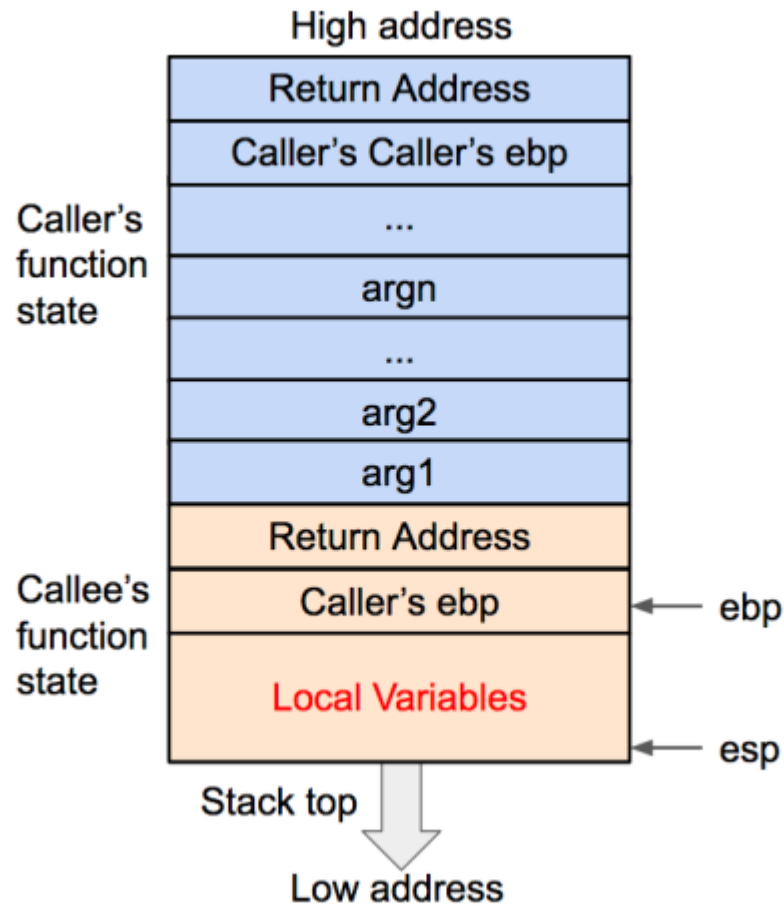 High address
Return Address
Caller’s Caller’s ebp
...
Caller’s
function
state
argn
...
arg2
arg1
Return Address
Callee’s
function
state
Caller’s ebp
ebp
Local Variables
esp
Stack top
Low address